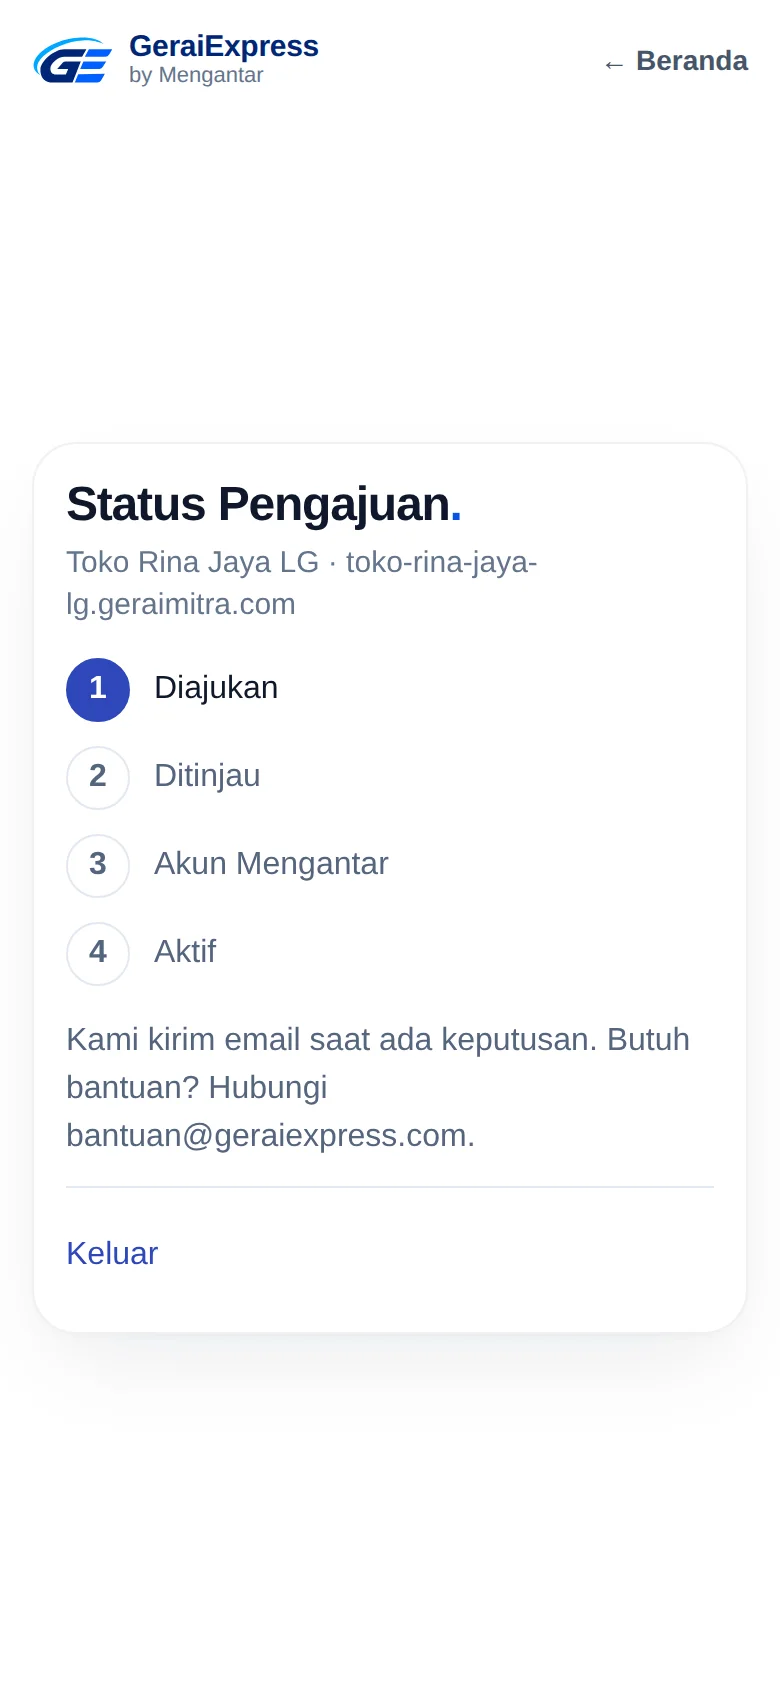 GE
GeraiExpress
by Mengantar
← Beranda
Status Pengajuan.
Toko Rina Jaya LG · toko-rina-jaya-
lg.geraimitra.com
1 Diajukan
2 Ditinjau
3 Akun Mengantar
4 Aktif
Kami kirim email saat ada keputusan. Butuh
bantuan? Hubungi
bantuan@geraiexpress.com.
Keluar